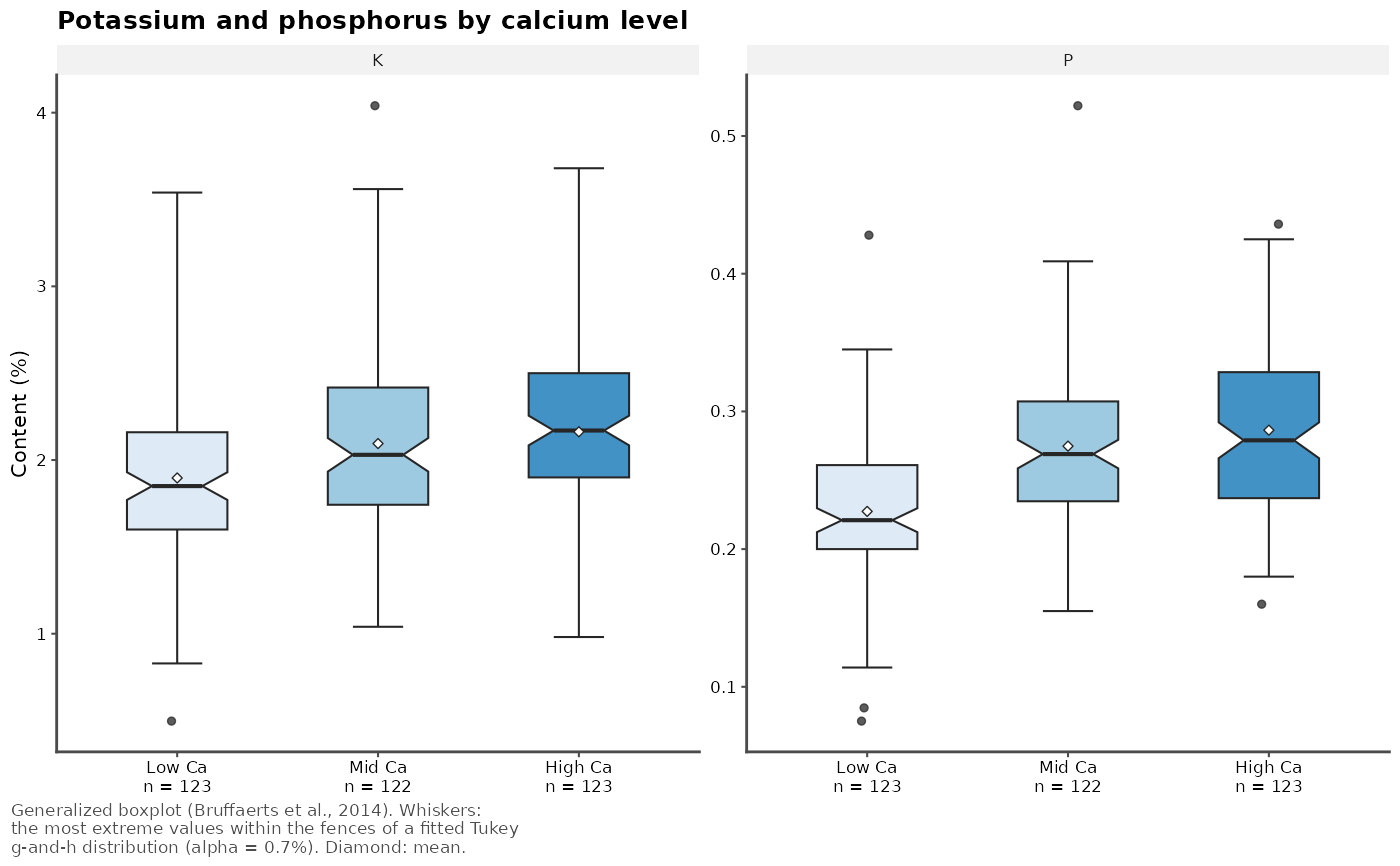 Potassium and phosphorus by calcium level
K
P
Content (%)
4
3
2
1
0.5
0.4
0.3
0.2
0.1
Low Ca
n = 123
Mid Ca
n = 122
High Ca
n = 123
Low Ca
n = 123
Mid Ca
n = 122
High Ca
n = 123
Generalized boxplot (Bruffaerts et al., 2014). Whiskers:
the most extreme values within the fences of a fitted Tukey
g-and-h distribution (alpha = 0.7%). Diamond: mean.